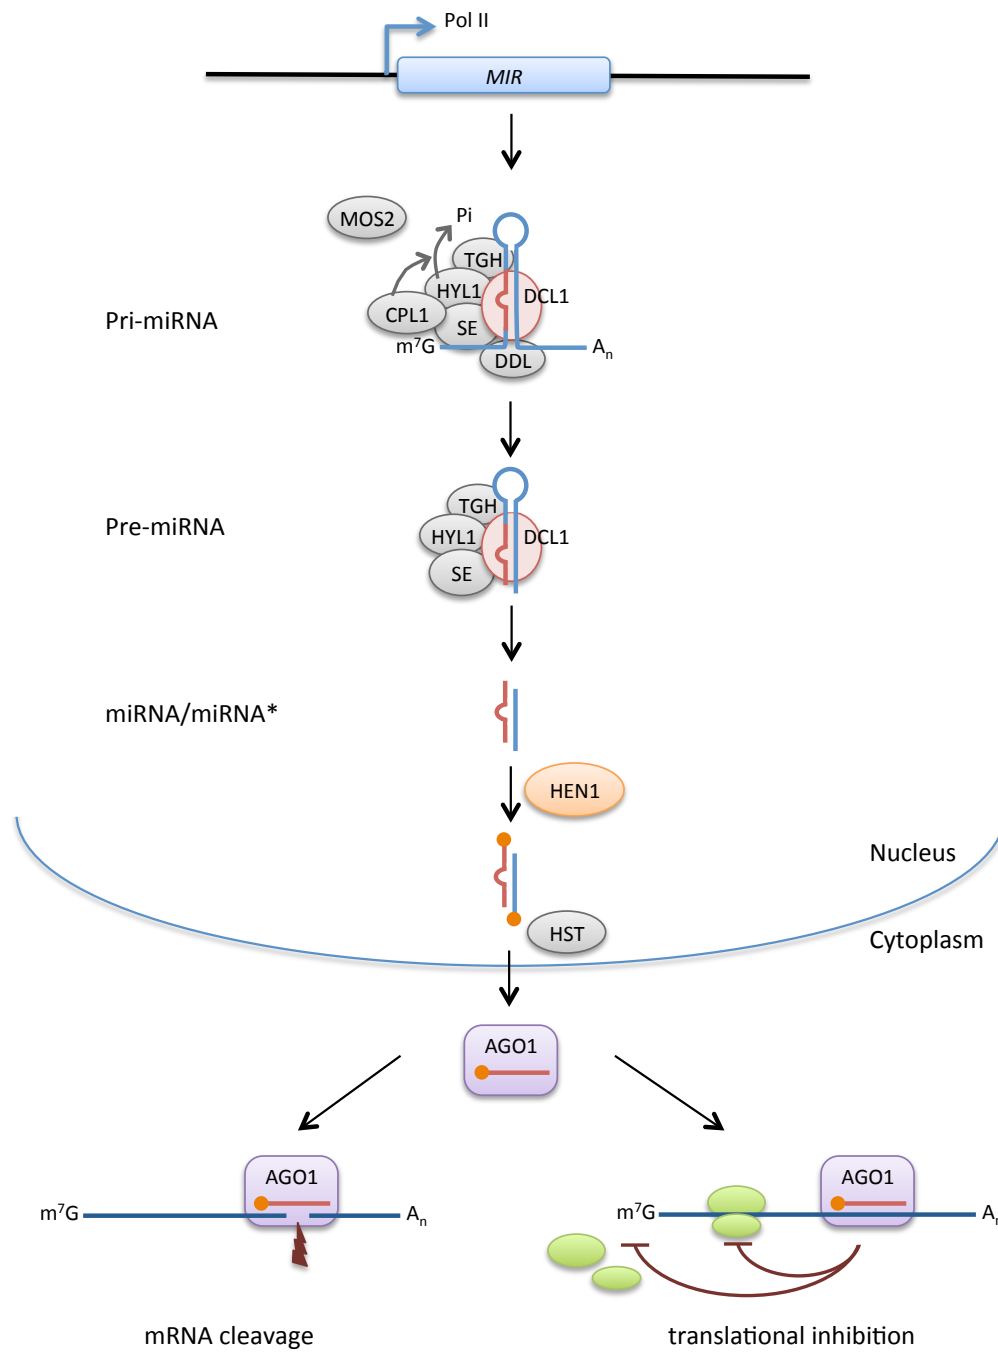 Pol II
MIR
MOS2
Pi
TGH
HYL1
DCL1
CPL1
SE
Pri-miRNA
m⁷G
Aₙ
DDL
TGH
Pre-miRNA
HYL1
DCL1
SE
miRNA/miRNA*
HEN1
Nucleus
HST
Cytoplasm
AGO1
AGO1
AGO1
m⁷G
Aₙ
m⁷G
Aₙ
mRNA cleavage
translational inhibition